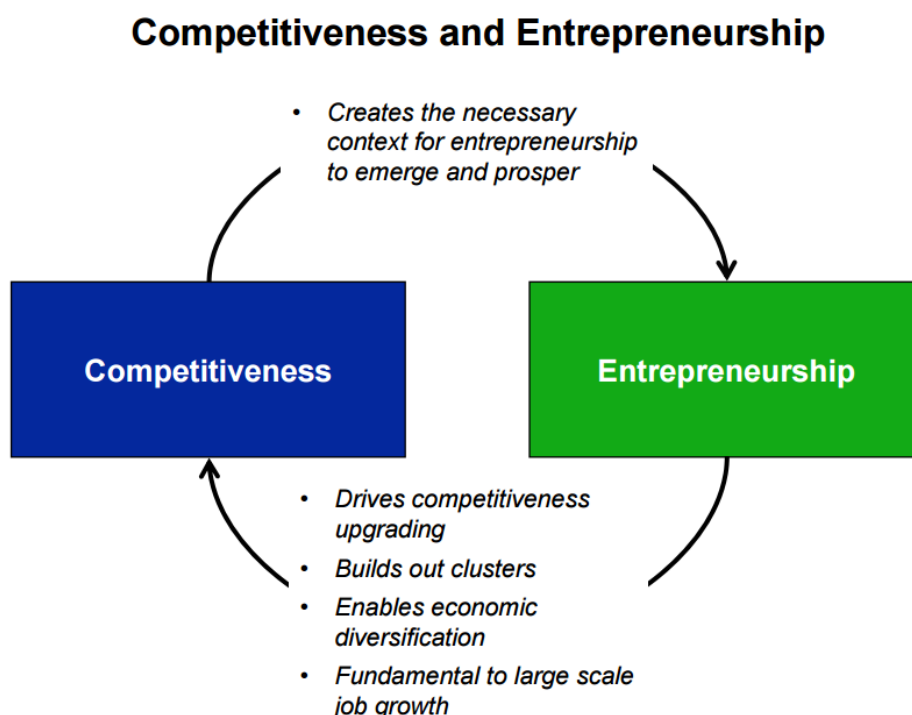 Competitiveness and Entrepreneurship
• Creates the necessary
context for entrepreneurship
to emerge and prosper
Competitiveness
Entrepreneurship
• Drives competitiveness
upgrading
• Builds out clusters
• Enables economic
diversification
• Fundamental to large scale
job growth